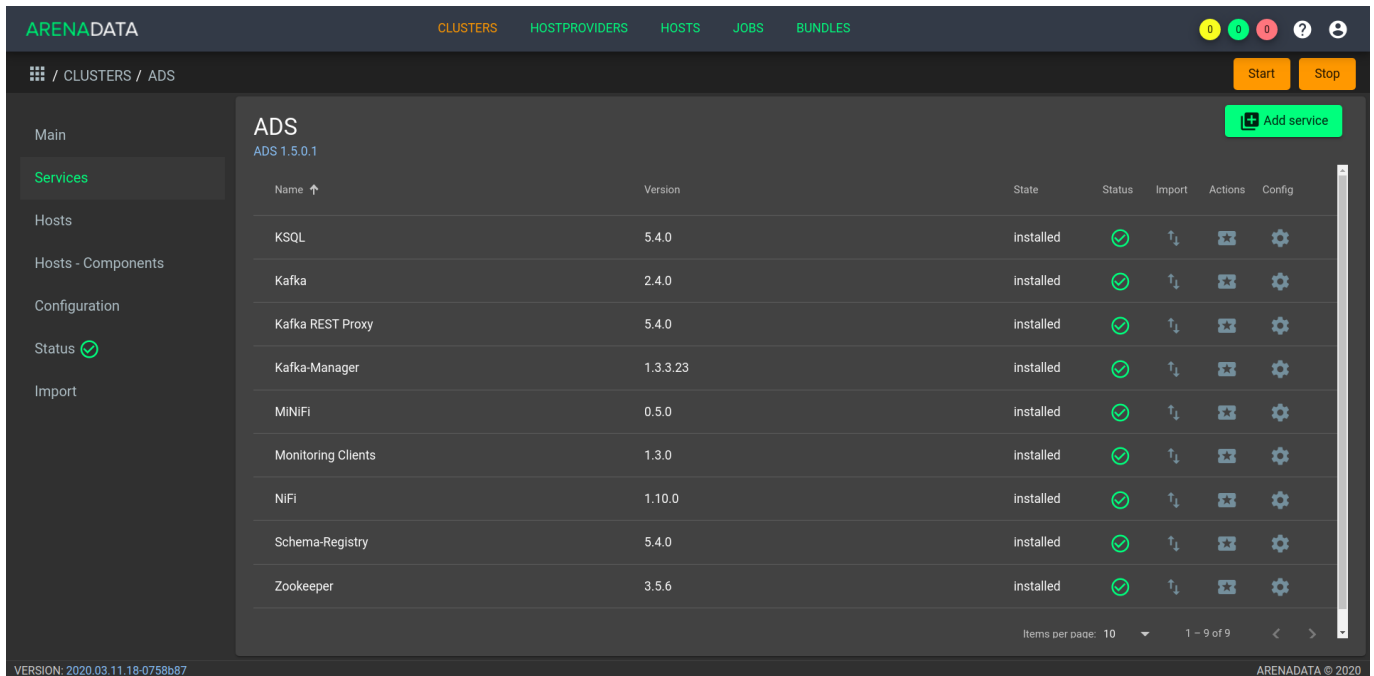 ARENADATA CLUSTERS HOSTPROVIDERS HOSTS JOBS BUNDLES 0 0 0 ?
/ CLUSTERS / ADS Start Stop
Main
Services
Hosts
Hosts - Components
Configuration
Status
Import
ADS
ADS 1.5.0.1
Add service
Name Version State Status Import Actions Config
KSQL 5.4.0 installed
Kafka 2.4.0 installed
Kafka REST Proxy 5.4.0 installed
Kafka-Manager 1.3.3.23 installed
MiNiFi 0.5.0 installed
Monitoring Clients 1.3.0 installed
NiFi 1.10.0 installed
Schema-Registry 5.4.0 installed
Zookeeper 3.5.6 installed
Items per page: 10 1 – 9 of 9
VERSION: 2020.03.11.18-0758b87 ARENADATA © 2020